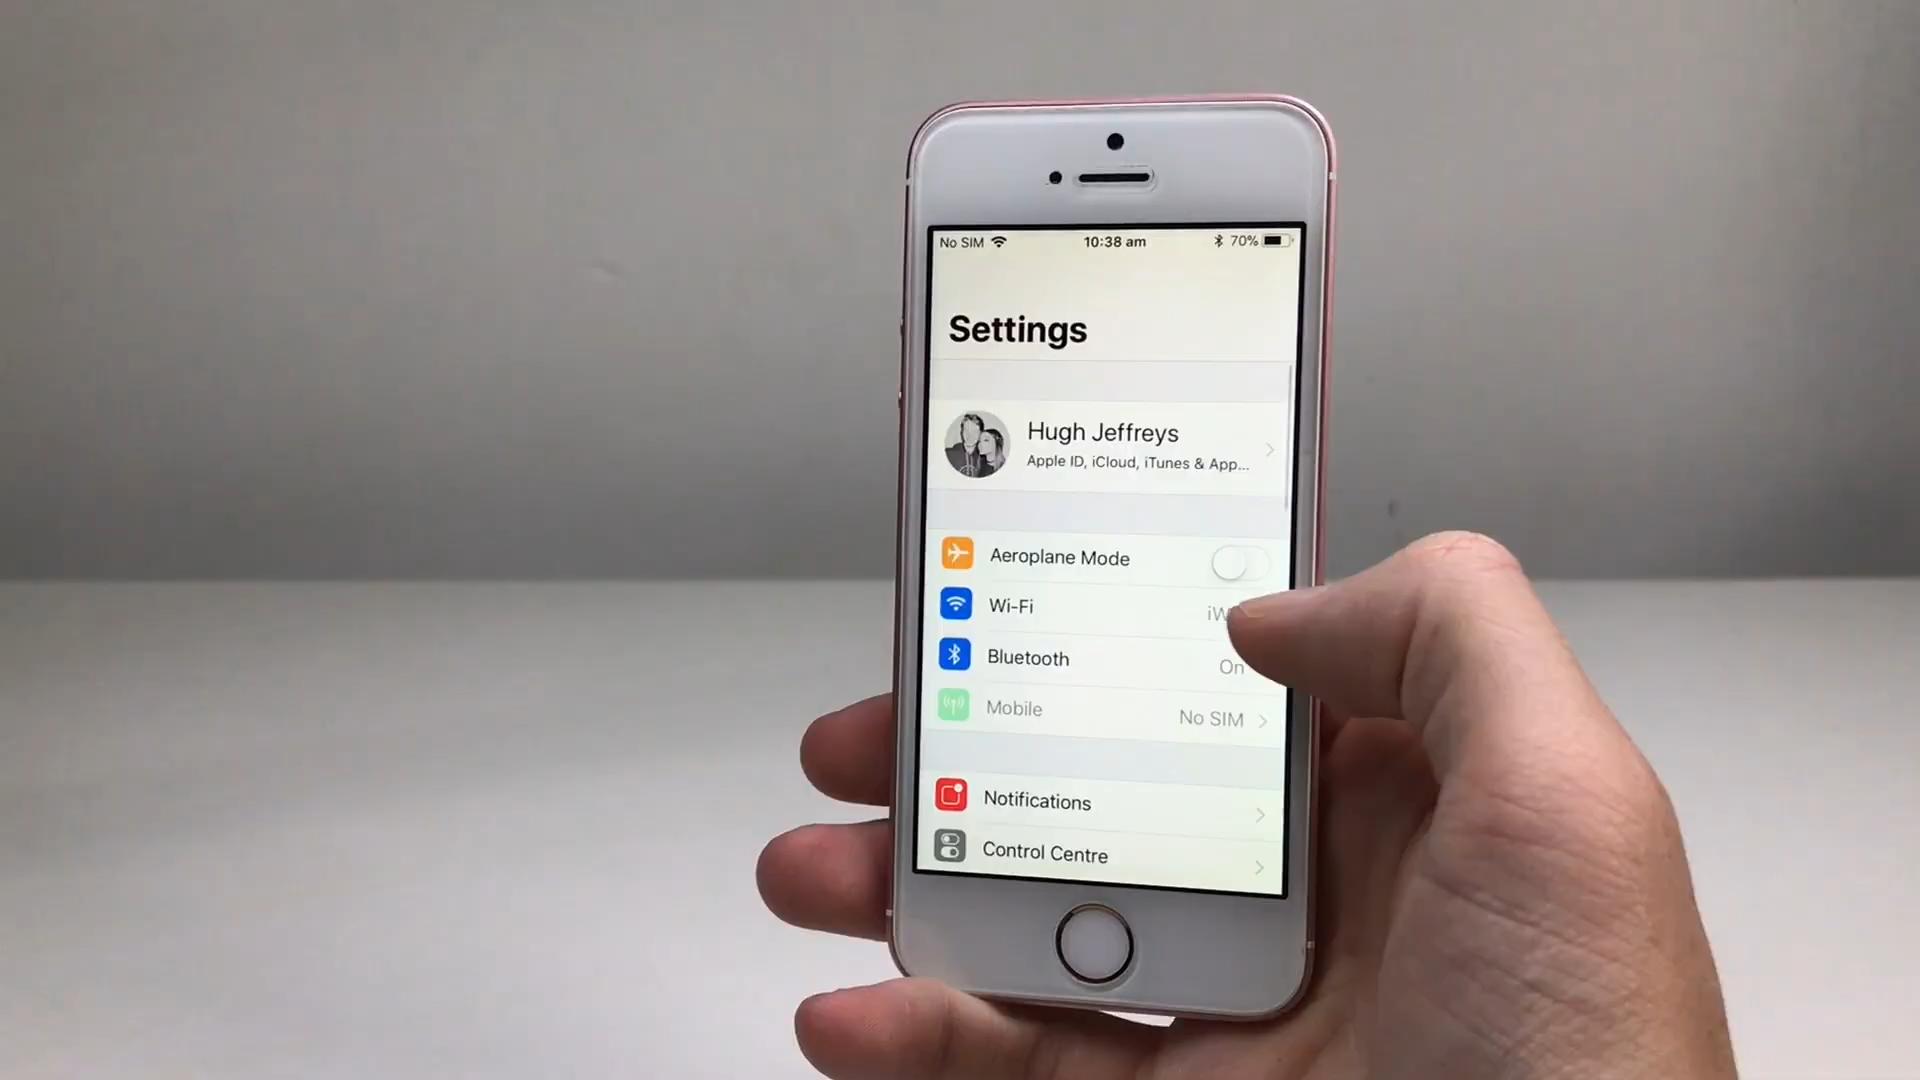 No SIM 10:38 am 70%
Settings
Hugh Jeffreys
Apple ID, iCloud, iTunes & App...
Aeroplane Mode
Wi-Fi
Bluetooth On
Mobile No SIM
Notifications
Control Centre